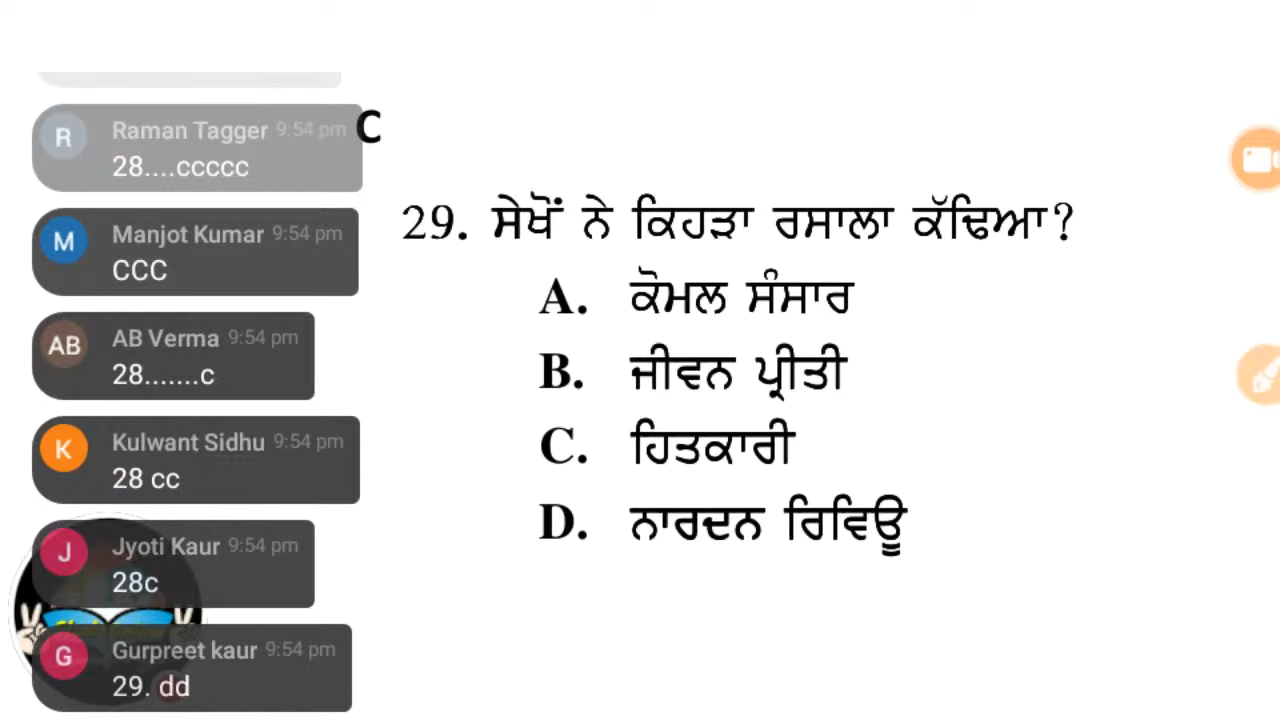 Raman Tagger 9:54 pm
28....ccccc
C
Manjot Kumar 9:54 pm
CCC
AB Verma 9:54 pm
28.......c
Kulwant Sidhu 9:54 pm
28 cc
Jyoti Kaur 9:54 pm
28c
Gurpreet kaur 9:54 pm
29. dd
R
M
AB
K
J
G
29. ਸੇਖੋਂ ਨੇ ਕਿਹੜਾ ਰਸਾਲਾ ਕੱਢਿਆ?
A. ਕੋਮਲ ਸੰਸਾਰ
B. ਜੀਵਨ ਪ੍ਰੀਤੀ
C. ਹਿਤਕਾਰੀ
D. ਨਾਰਦਨ ਰਿਵਿਊ